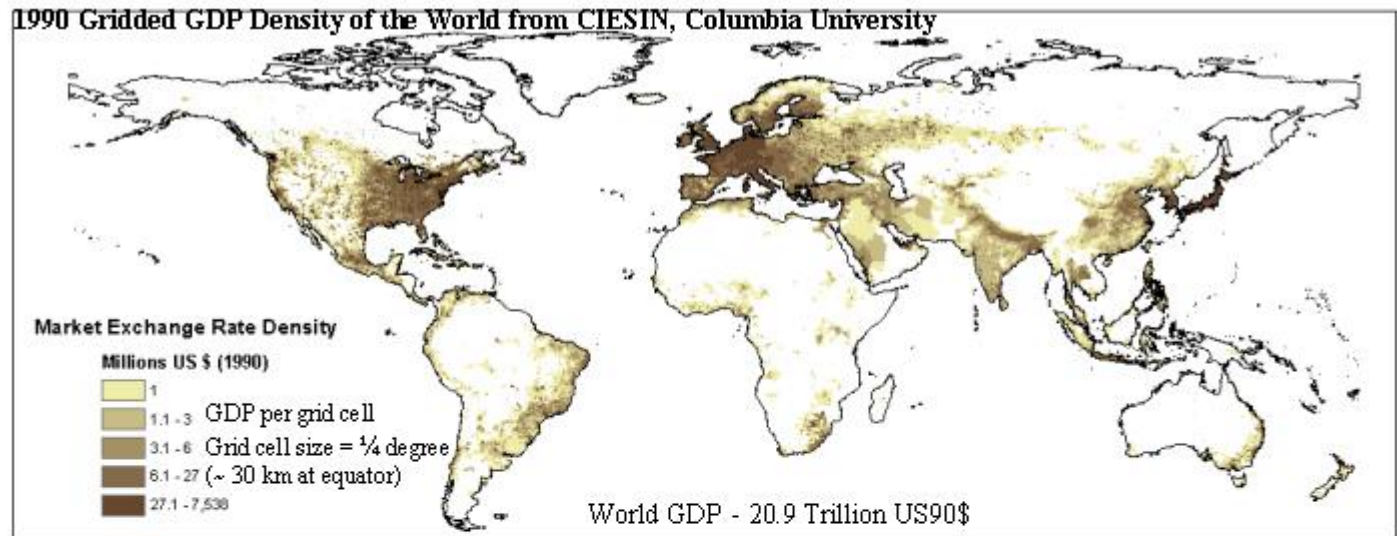 1990 Gridded GDP Density of the World from CIESIN, Columbia University
Market Exchange Rate Density
Millions US $ (1990)
1
1.1 - 3 GDP per grid cell
3.1 - 6 Grid cell size = ¼ degree
6.1 - 27 (~ 30 km at equator)
27.1 - 7,538
World GDP - 20.9 Trillion US90$